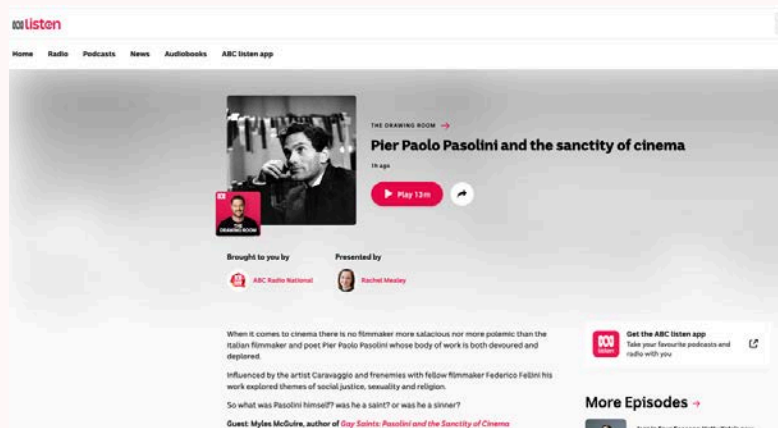 listen
Home Radio Podcasts News Audiobooks ABC listen app
THE DRAWING ROOM →
Pier Paolo Pasolini and the sanctity of cinema
1h ago
Play 13m
THE DRAWING ROOM
Brought to you by Presented by
ABC Radio National Rachel Mealey
When it comes to cinema there is no filmmaker more salacious nor more polemic than the
Italian filmmaker and poet Pier Paolo Pasolini whose body of work is both devoured and
deplored.
Influenced by the artist Caravaggio and frenemies with fellow filmmaker Federico Fellini his
work explored themes of social justice, sexuality and religion.
So what was Pasolini himself? was he a saint? or was he a sinner?
Guest: Myles McGuire, author of Gay Saints: Pasolini and the Sanctity of Cinema
Get the ABC listen app
Take your favourite podcasts and
radio with you
More Episodes →